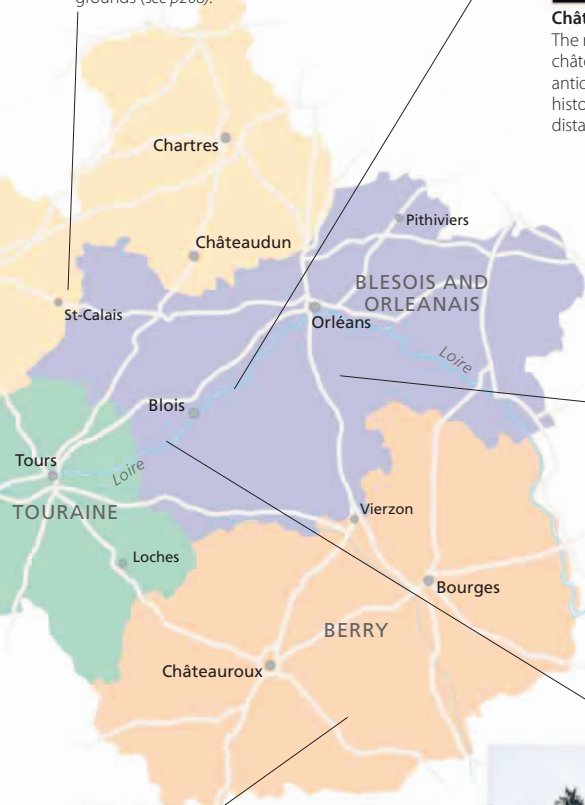 grounds (see p208).
Chât
The
chât
antic
histo
dista
Chartres
Pithiviers
Châteaudun
BLESOIS AND
ORLEANAIS
St-Calais
Orléans
Loire
Blois
Tours
Loire
TOURAINE
Vierzon
Loches
Bourges
BERRY
Châteauroux